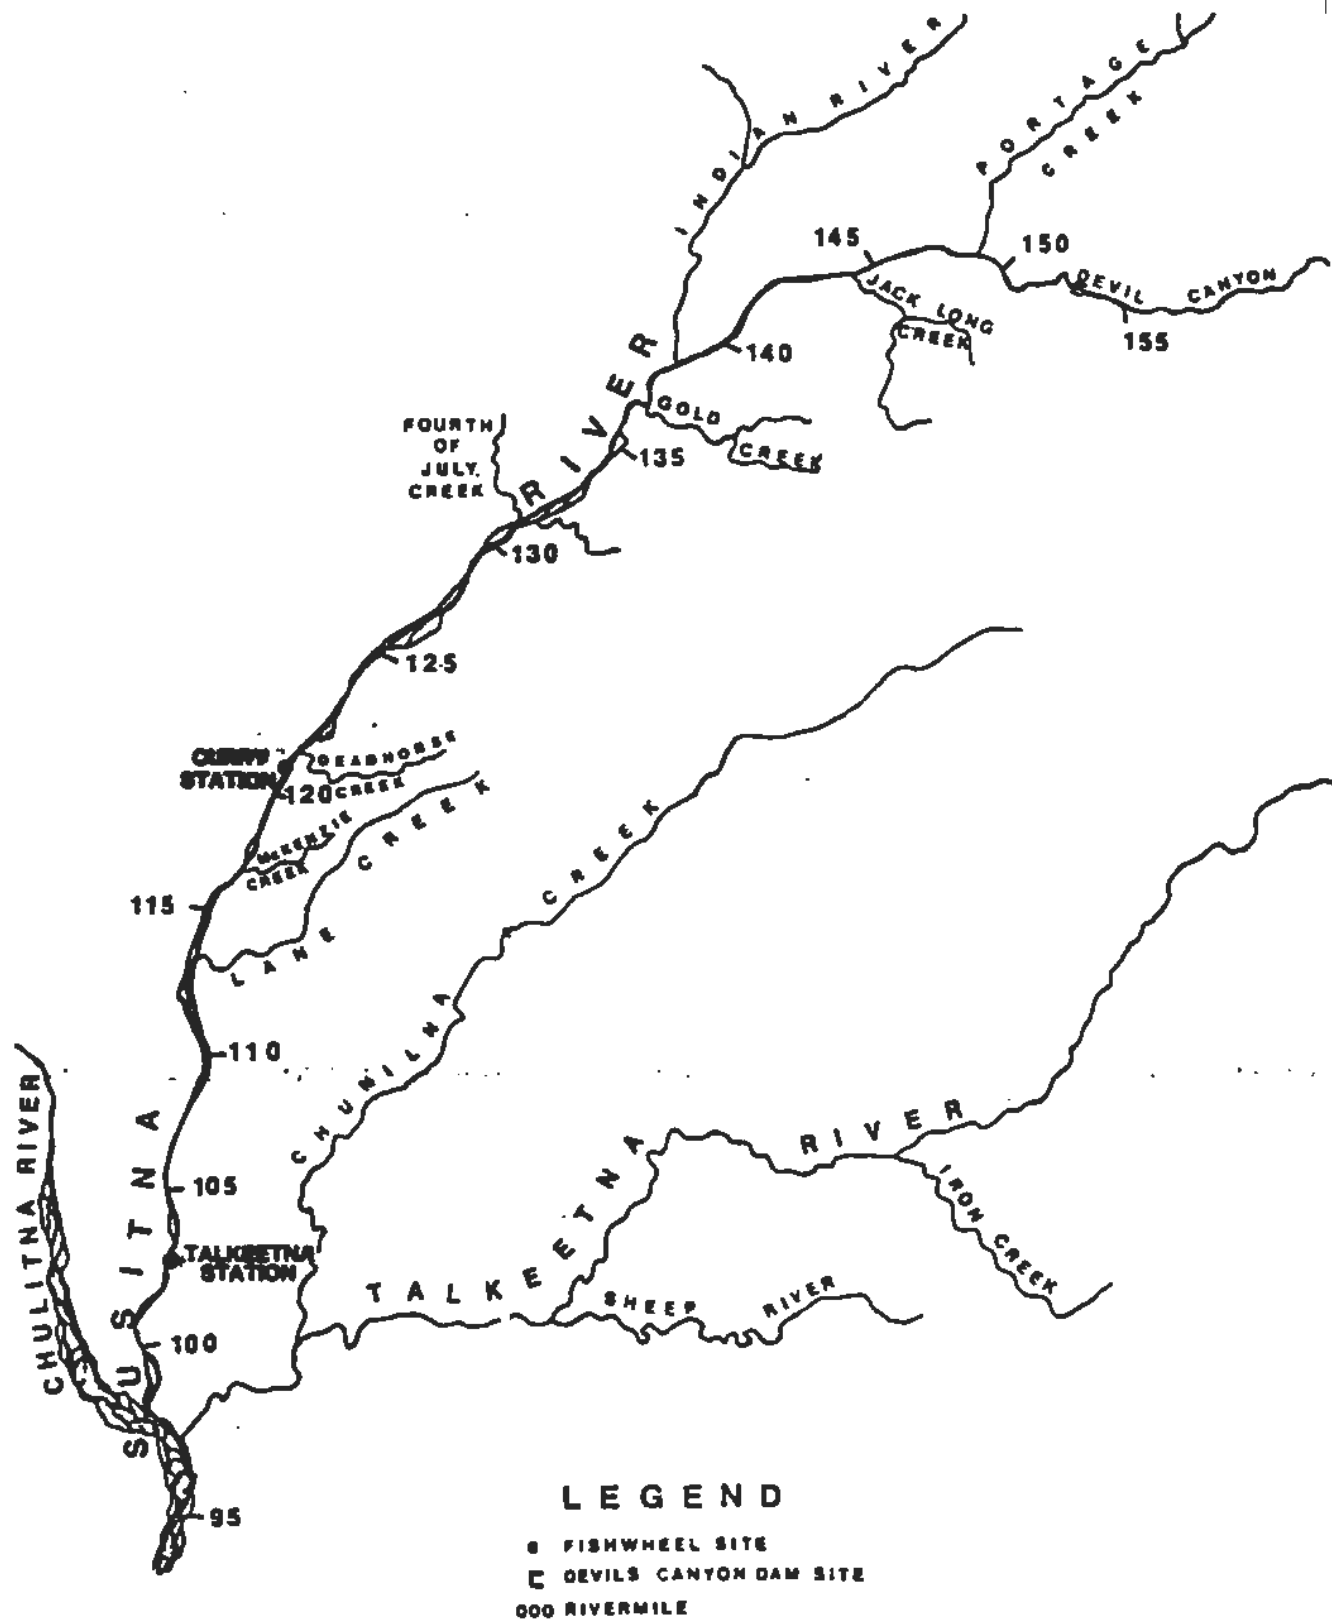 INDIAN RIVER
PORTAGE
CREEK
145
150
DEVIL CANYON
155
JACK LONG
CREEK
140
RIVER
GOLD
CREEK
135
FOURTH
OF
JULY
CREEK
130
125
CURRY
STATION
DEADHORSE
CREEK
120
McKENZIE
CREEK
LANE CREEK
115
CHUNILNA CREEK
110
SUSITNA
CHULITNA RIVER
105
TALKEETNA
STATION
TALKEETNA RIVER
IRON CREEK
SHEEP RIVER
100
95
LEGEND
FISHWHEEL SITE
DEVILS CANYON DAM SITE
000 RIVERMILE